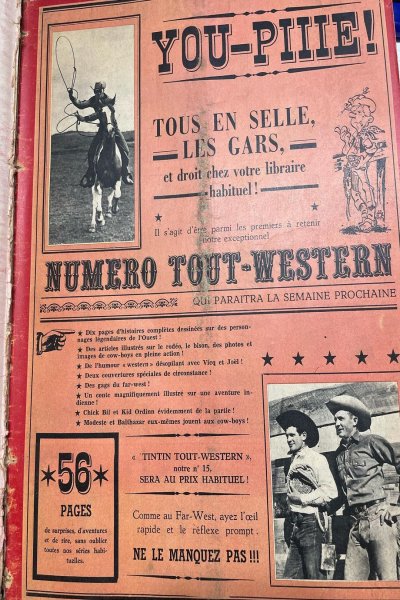 YOU-PIIIE!
TOUS EN SELLE,
LES GARS,
et droit chez votre libraire
habituel !
Il s'agit d'être parmi les premiers à retenir
notre exceptionnel
NUMERO TOUT-WESTERN
QUI PARAITRA LA SEMAINE PROCHAINE
★ Dix pages d'histoires complètes dessinées sur des person-
nages légendaires de l'Ouest !
★ Des articles illustrés sur le rodéo, le bison, des photos et
images de cow-boys en pleine action !
★ De l'humour « western » désopilant avec Vicq et Joël !
★ Deux couvertures spéciales de circonstance !
★ Des gags du far-west !
★ Un conte magnifiquement illustré sur une aventure in-
dienne !
★ Chick Bil et Kid Ordinn évidemment de la partie !
★ Modeste et Balthazar eux-mêmes jouent aux cow-boys !
56
PAGES
de surprises, d'aventures
et de rire, sans oublier
toutes nos séries habi-
tuelles.
« TINTIN TOUT-WESTERN »,
notre n° 15,
SERA AU PRIX HABITUEL !
Comme au Far-West, ayez l'œil
rapide et le réflexe prompt.
NE LE MANQUEZ PAS !!!